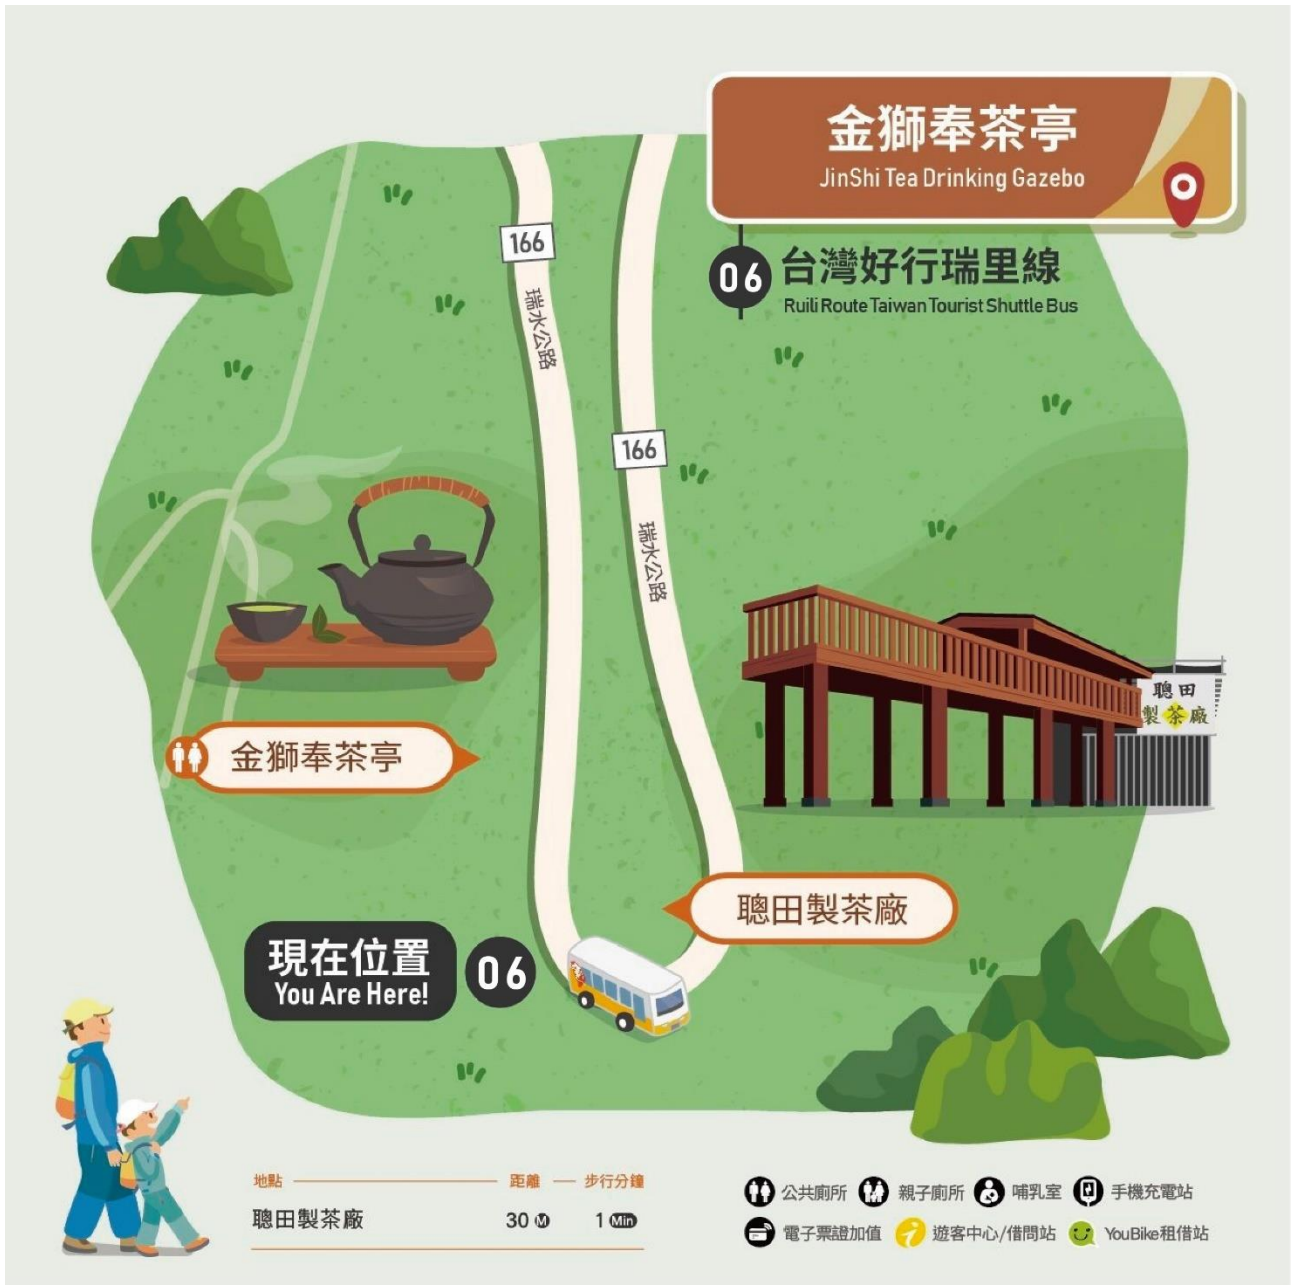 金獅奉茶亭
JinShi Tea Drinking Gazebo
06
台灣好行瑞里線
Ruili Route Taiwan Tourist Shuttle Bus
166
瑞水公路
166
瑞水公路
聰田
製茶廠
金獅奉茶亭
聰田製茶廠
現在位置
You Are Here!
06
地點 距離 步行分鐘
聰田製茶廠 30 M 1 Min
公共廁所 親子廁所 哺乳室 手機充電站
電子票證加值 i 遊客中心/借問站 YouBike租借站